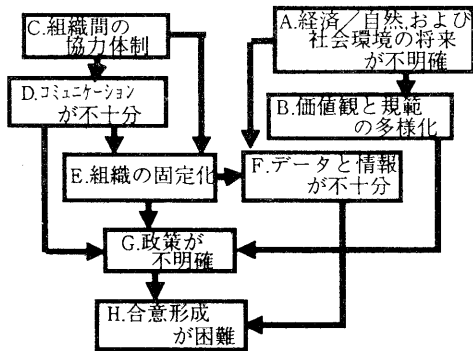 C.組織間の
協力体制
A.経済／自然,および
社会環境の将来
が不明確
D.コミュニケーション
が不十分
B.価値観と規範
の多様化
E.組織の固定化
F.データと情報
が不十分
G.政策が
不明確
H.合意形成
が困難